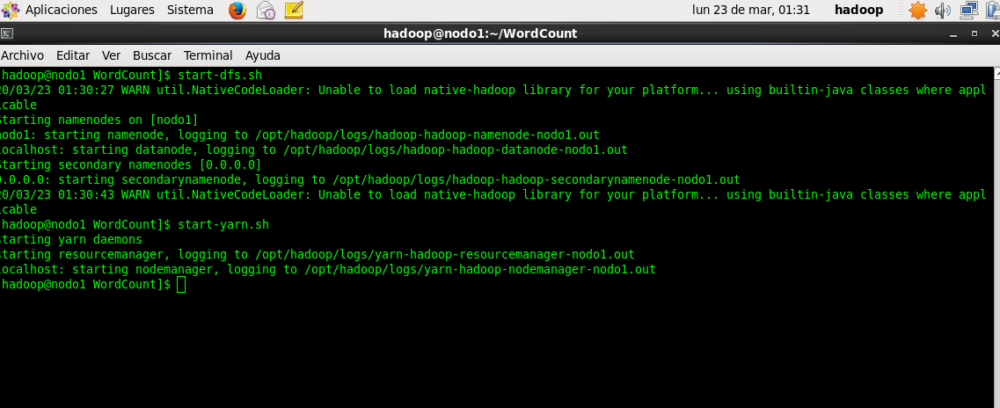 Aplicaciones Lugares Sistema lun 23 de mar, 01:31 hadoop
hadoop@nodo1:~/WordCount
Archivo Editar Ver Buscar Terminal Ayuda
hadoop@nodo1 WordCount]$ start-dfs.sh
20/03/23 01:30:27 WARN util.NativeCodeLoader: Unable to load native-hadoop library for your platform... using builtin-java classes where appl
icable
Starting namenodes on [nodo1]
nodo1: starting namenode, logging to /opt/hadoop/logs/hadoop-hadoop-namenode-nodo1.out
localhost: starting datanode, logging to /opt/hadoop/logs/hadoop-hadoop-datanode-nodo1.out
Starting secondary namenodes [0.0.0.0]
0.0.0.0: starting secondarynamenode, logging to /opt/hadoop/logs/hadoop-hadoop-secondarynamenode-nodo1.out
20/03/23 01:30:43 WARN util.NativeCodeLoader: Unable to load native-hadoop library for your platform... using builtin-java classes where appl
icable
hadoop@nodo1 WordCount]$ start-yarn.sh
starting yarn daemons
starting resourcemanager, logging to /opt/hadoop/logs/yarn-hadoop-resourcemanager-nodo1.out
localhost: starting nodemanager, logging to /opt/hadoop/logs/yarn-hadoop-nodemanager-nodo1.out
hadoop@nodo1 WordCount]$